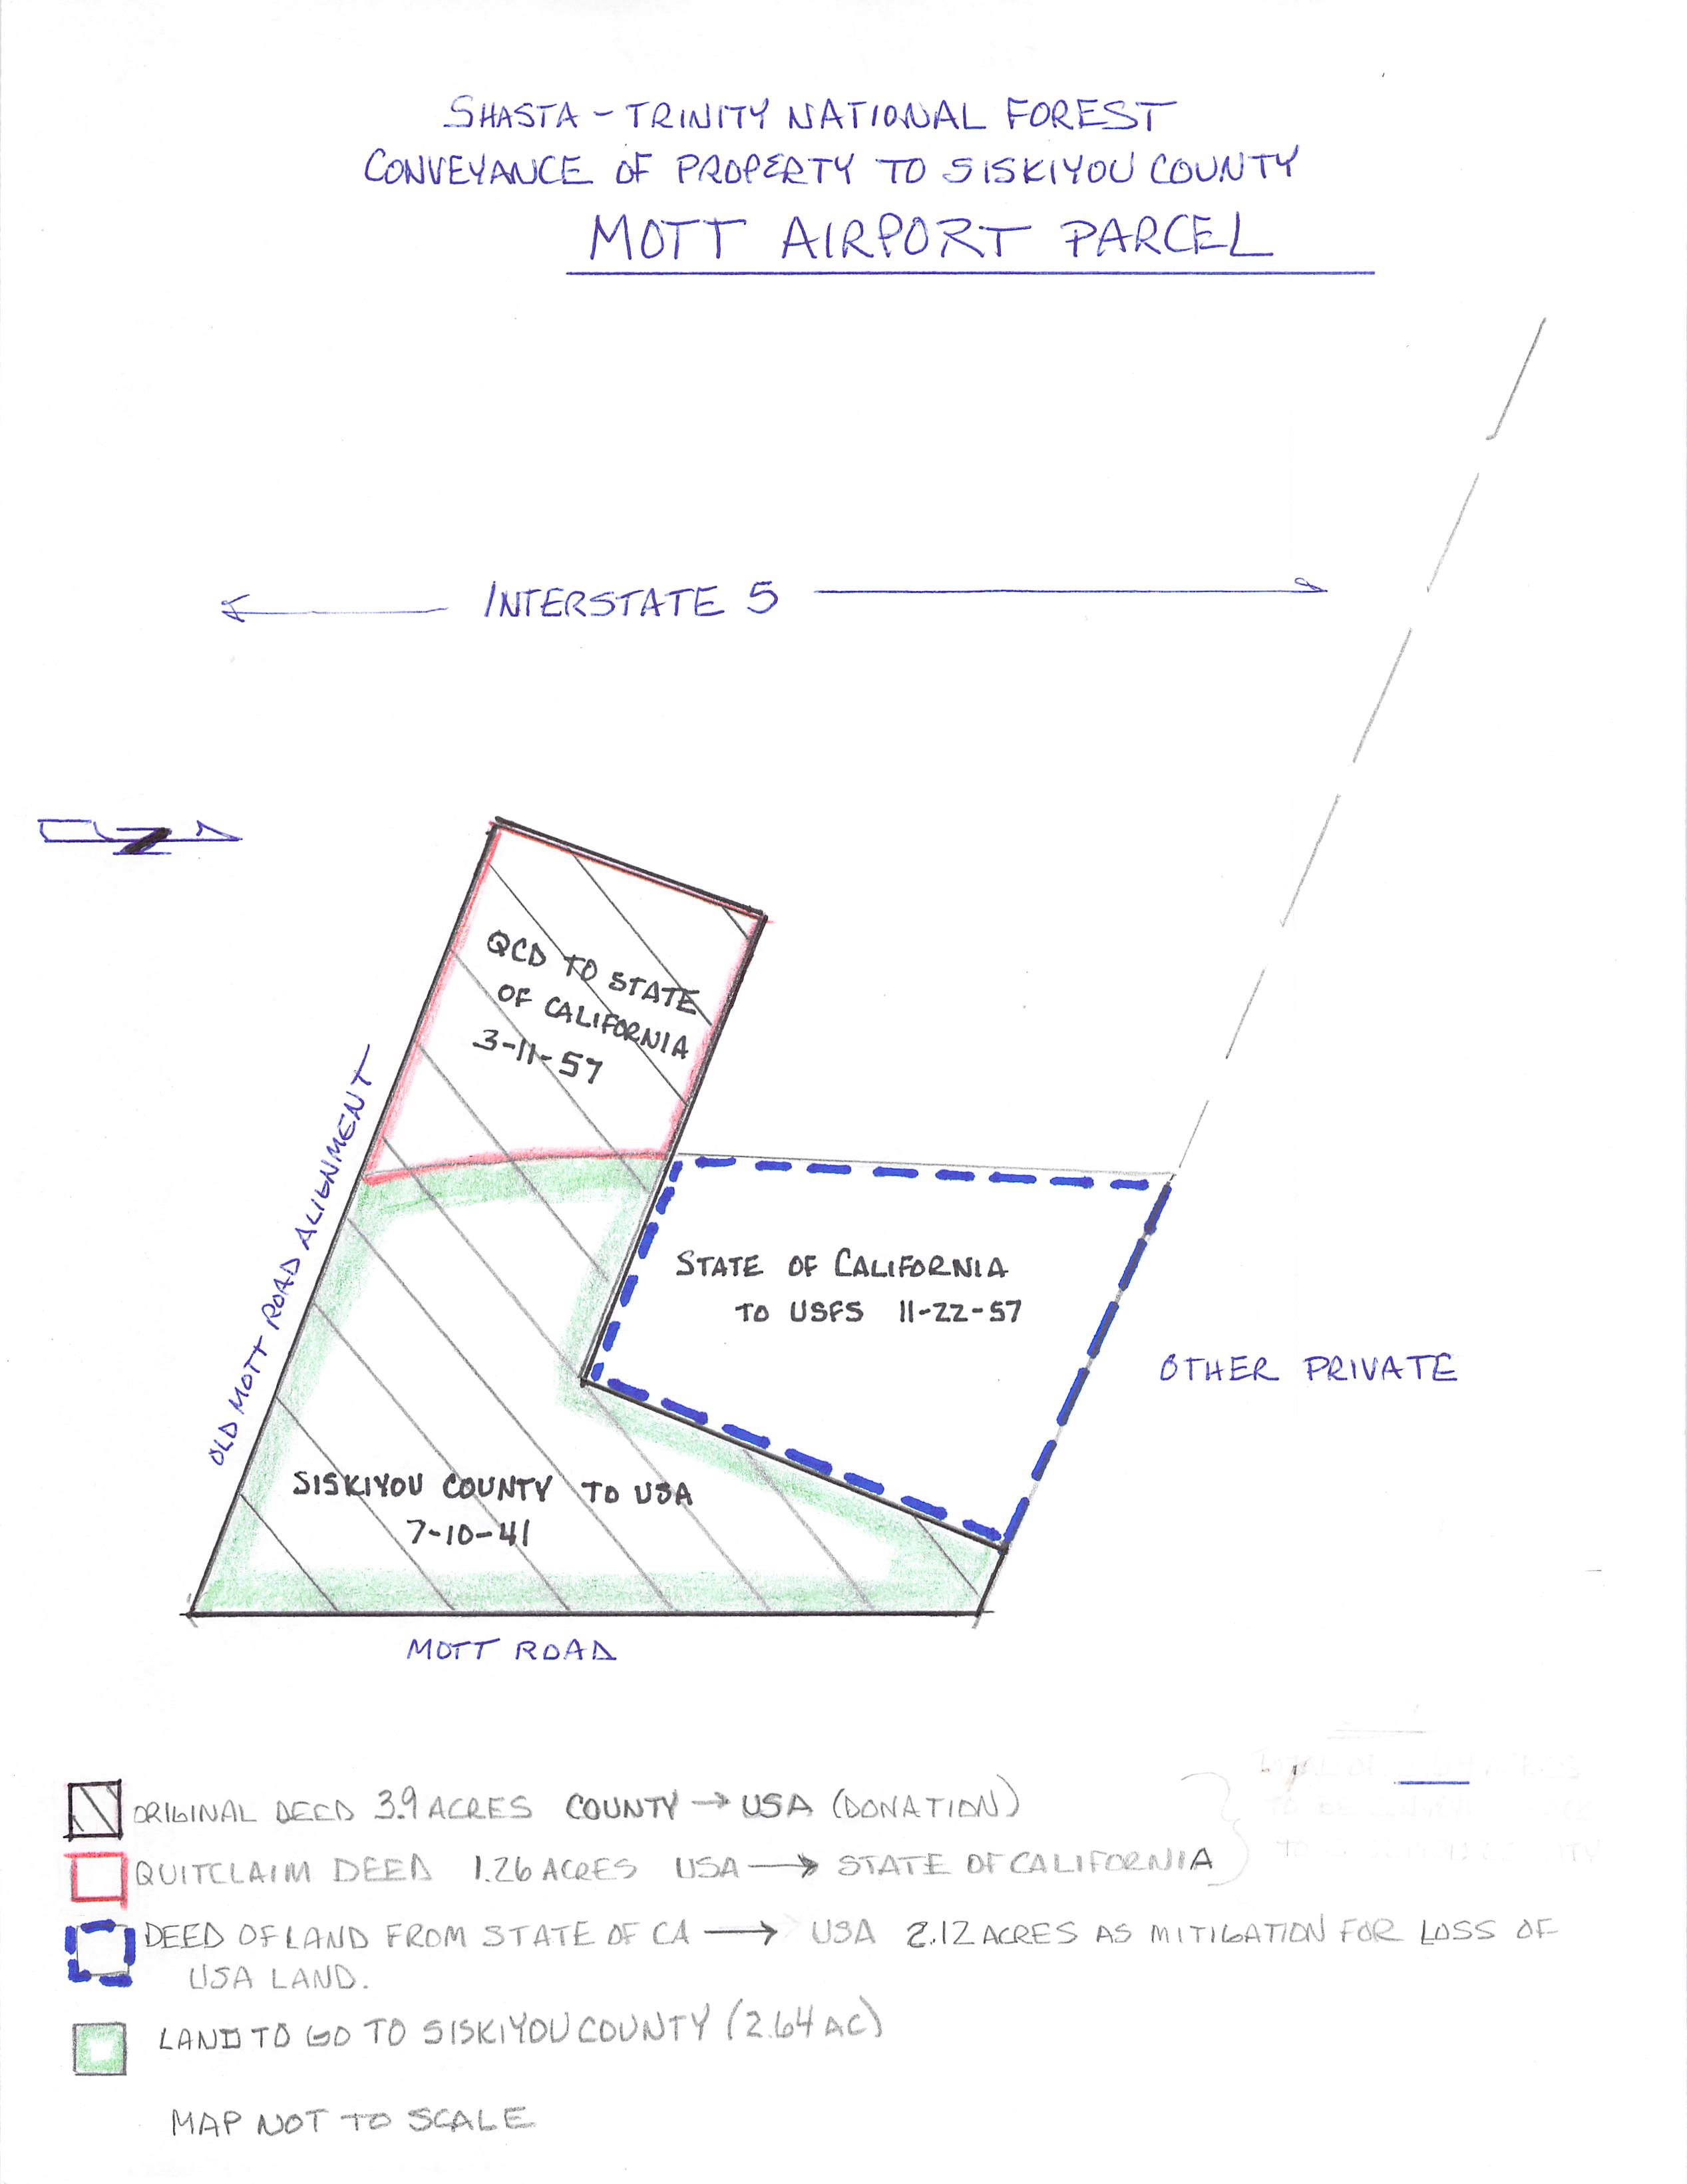 SHASTA - TRINITY NATIONAL FOREST
CONVEYANCE OF PROPERTY TO SISKIYOU COUNTY
MOTT AIRPORT PARCEL
INTERSTATE 5
N
QCD TO STATE
OF CALIFORNIA
3-11-57
OLD MOTT ROAD ALIGNMENT
STATE OF CALIFORNIA
TO USFS 11-22-57
OTHER PRIVATE
SISKIYOU COUNTY TO USA
7-10-41
MOTT ROAD
ORIGINAL DEED 3.9 ACRES COUNTY → USA (DONATION)
QUITCLAIM DEED 1.26 ACRES USA → STATE OF CALIFORNIA
DEED OF LAND FROM STATE OF CA → USA 2.12 ACRES AS MITIGATION FOR LOSS OF
USA LAND.
LAND TO GO TO SISKIYOU COUNTY (2.64 AC)
MAP NOT TO SCALE